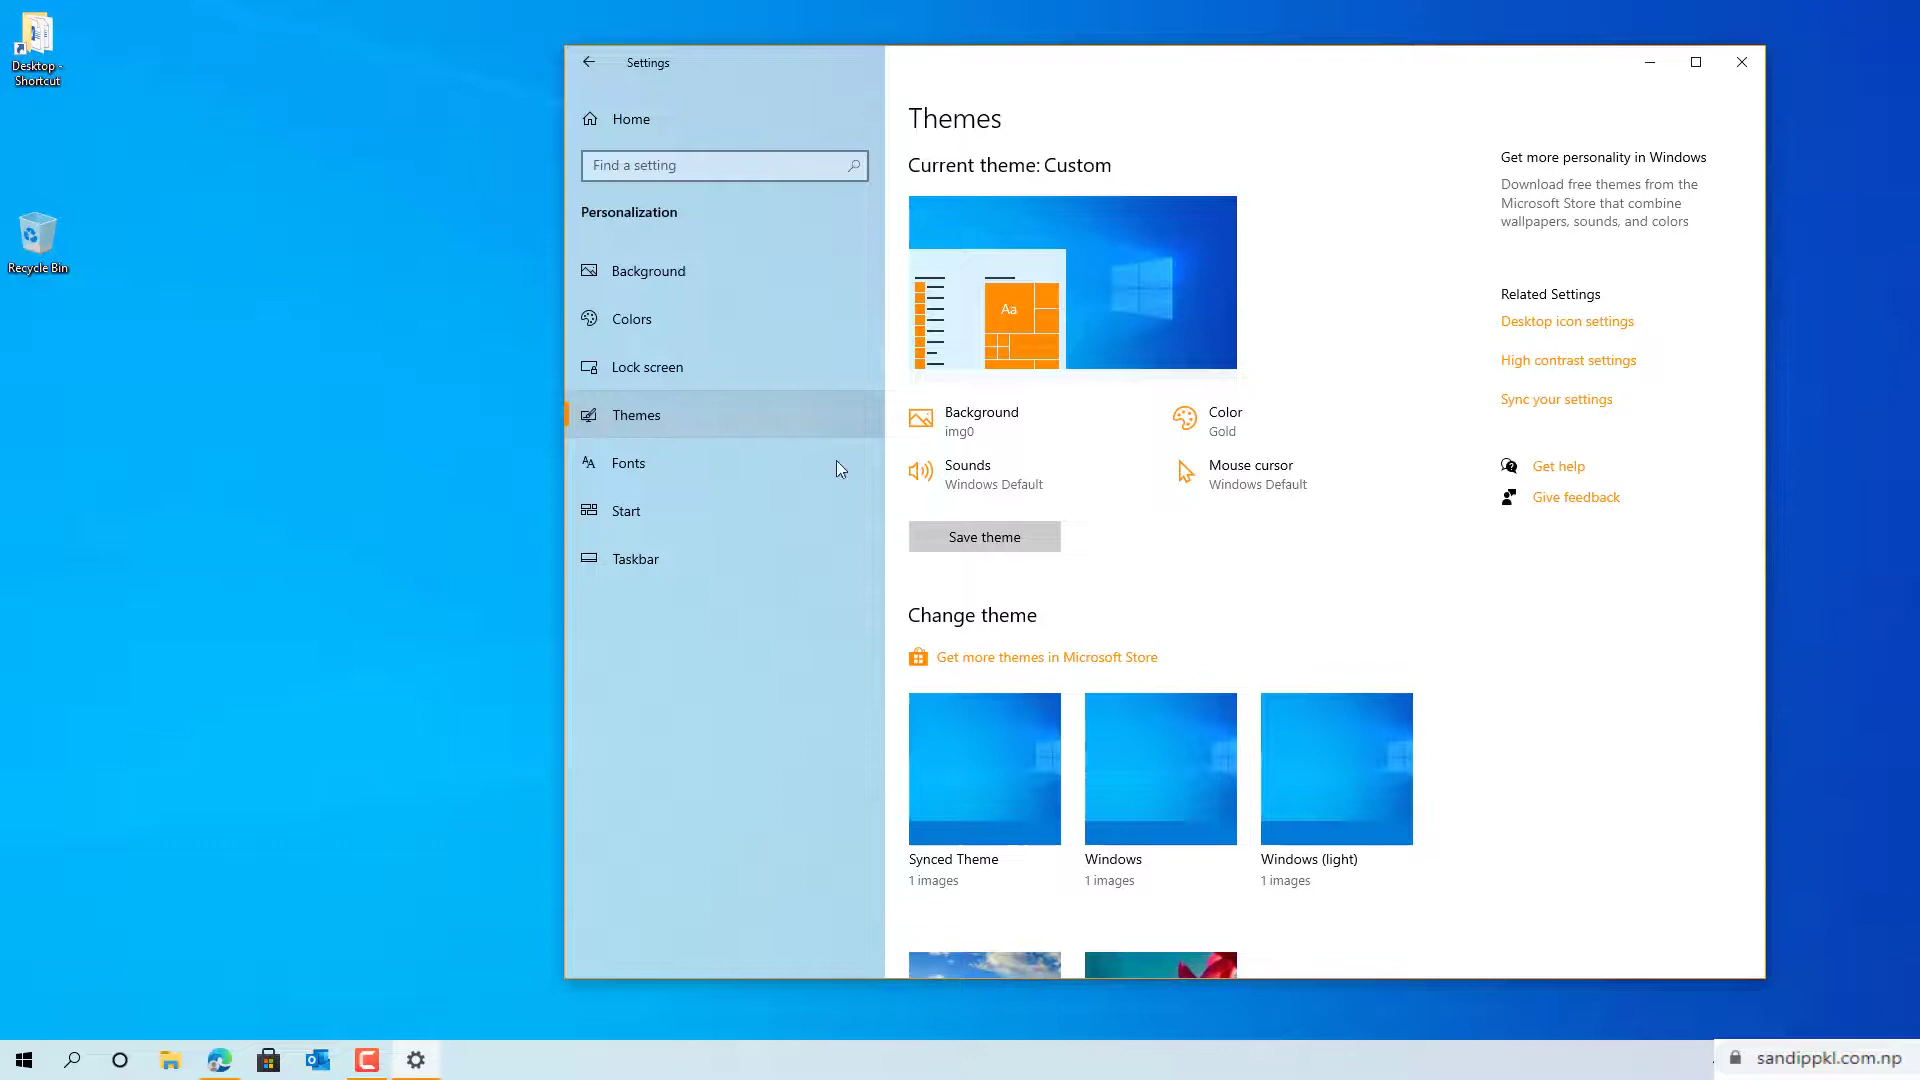 Desktop -
Shortcut
Recycle Bin
Settings
Home
Find a setting
Personalization
Background
Colors
Lock screen
Themes
Fonts
Start
Taskbar
Themes
Current theme: Custom
Aa
Background
img0
Color
Gold
Sounds
Windows Default
Mouse cursor
Windows Default
Save theme
Change theme
Get more themes in Microsoft Store
Synced Theme
1 images
Windows
1 images
Windows (light)
1 images
Get more personality in Windows
Download free themes from the
Microsoft Store that combine
wallpapers, sounds, and colors
Related Settings
Desktop icon settings
High contrast settings
Sync your settings
Get help
Give feedback
sandippkl.com.np